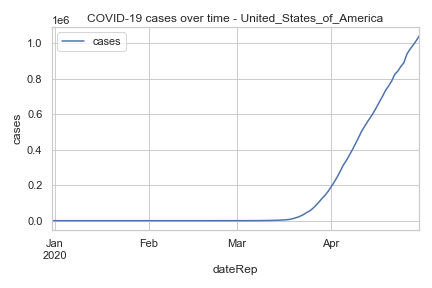 COVID-19 cases over time - United_States_of_America
1e6
cases
1.0
0.8
0.6
0.4
0.2
0.0
cases
Jan
2020
Feb
Mar
Apr
dateRep